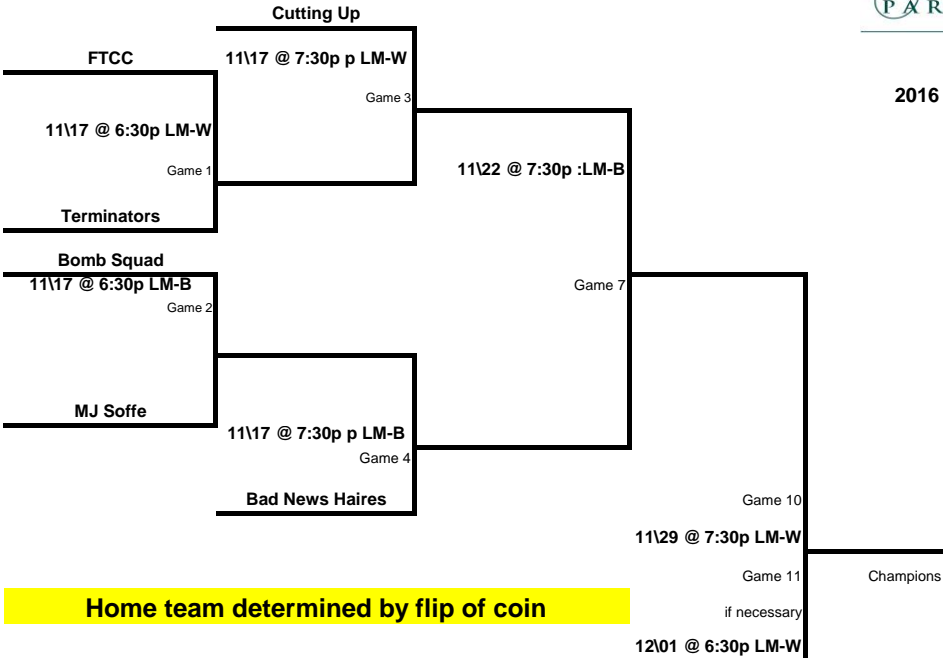 Cutting Up
PAR
FTCC
11\17 @ 7:30p p LM-W
Game 3
2016
11\17 @ 6:30p LM-W
Game 1
11\22 @ 7:30p :LM-B
Terminators
Bomb Squad
11\17 @ 6:30p LM-B
Game 7
Game 2
MJ Soffe
11\17 @ 7:30p p LM-B
Game 4
Bad News Haires
Game 10
11\29 @ 7:30p LM-W
Game 11
Champions
Home team determined by flip of coin
if necessary
12\01 @ 6:30p LM-W